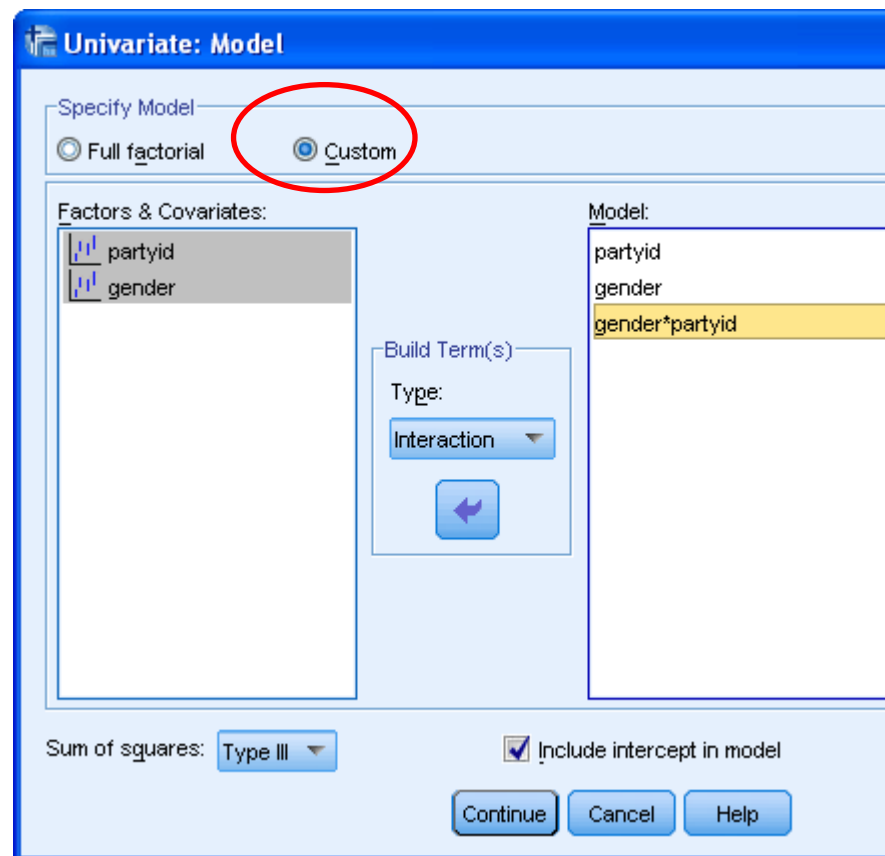 Univariate: Model
Specify Model
Full factorial
Custom
Factors & Covariates:
partyid
gender
Build Term(s)
Type:
Interaction
Model:
partyid
gender
gender*partyid
Sum of squares: Type III
Include intercept in model
Continue Cancel Help